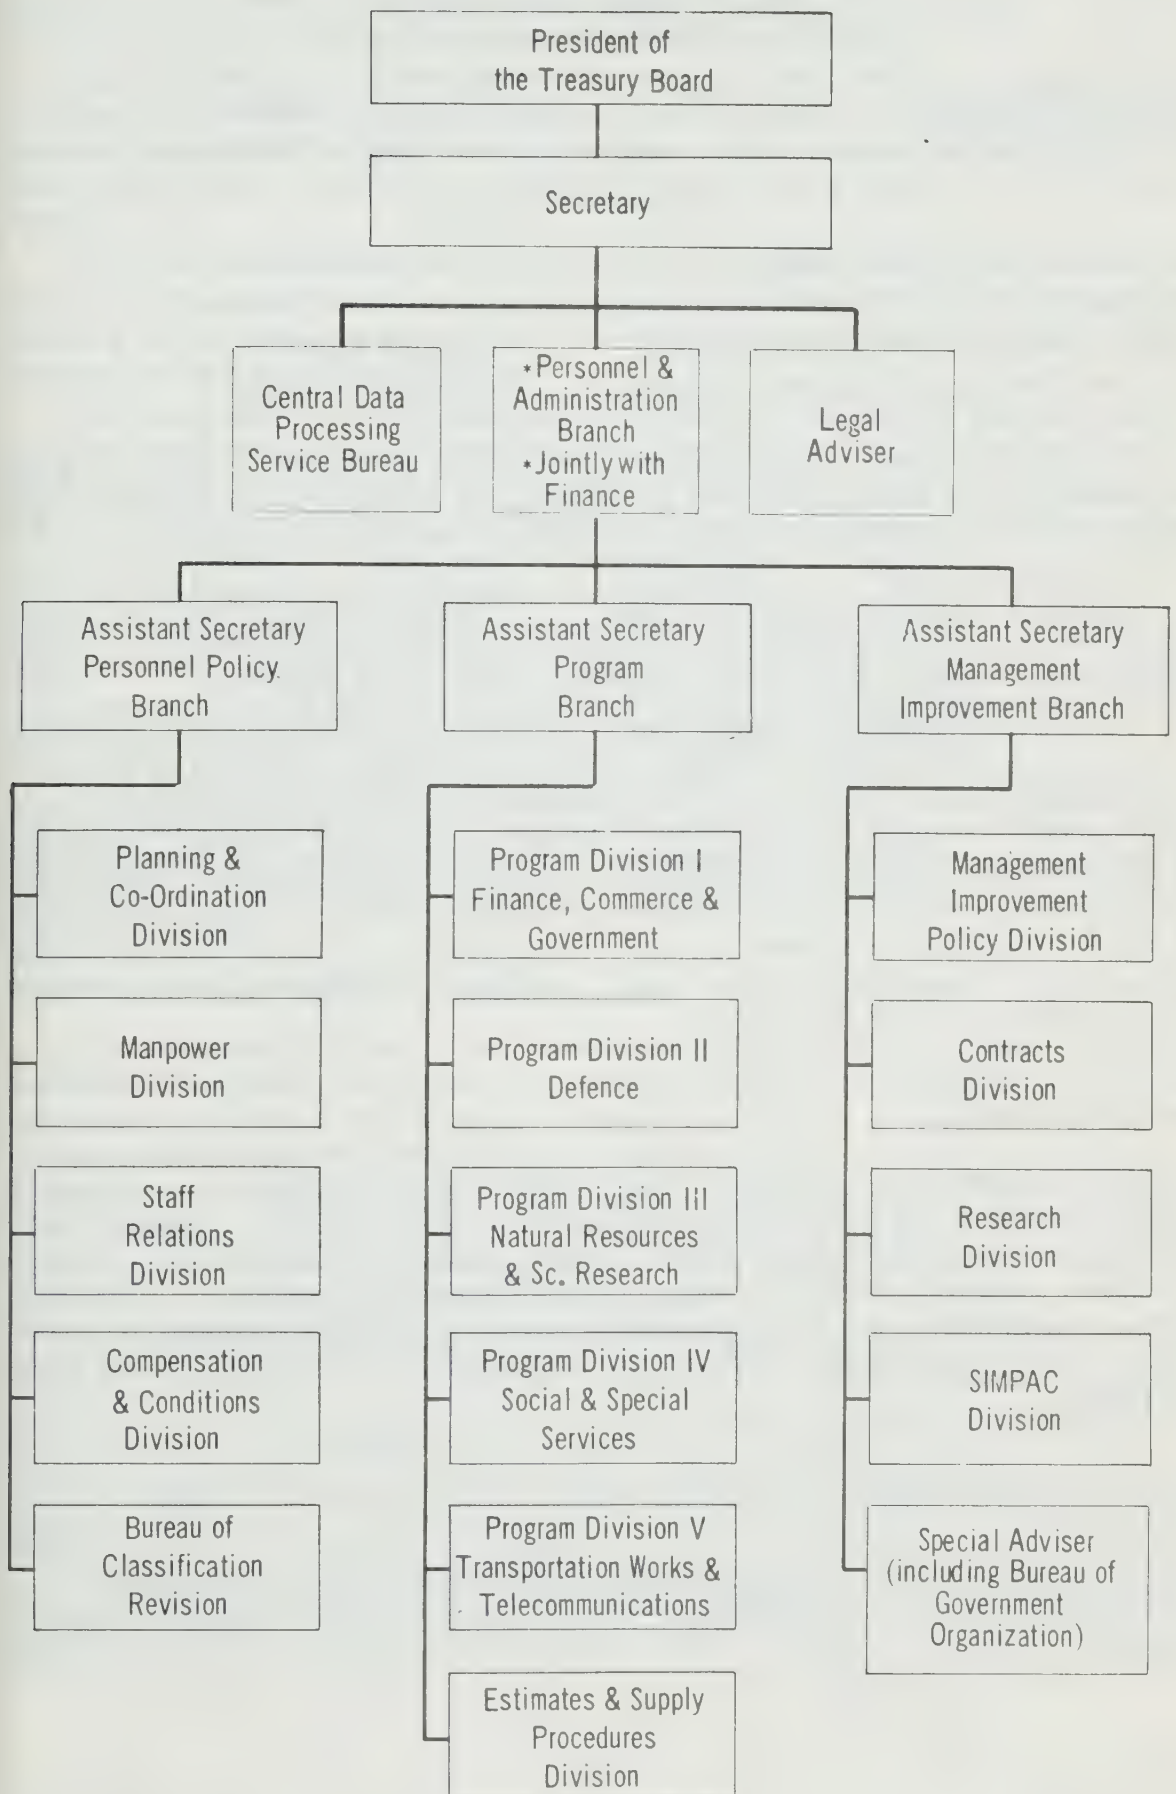 President of
the Treasury Board
Secretary
Central Data
Processing
Service Bureau
*Personnel &
Administration
Branch
*Jointly with
Finance
Legal
Adviser
Assistant Secretary
Personnel Policy
Branch
Assistant Secretary
Program
Branch
Assistant Secretary
Management
Improvement Branch
Planning &
Co-Ordination
Division
Manpower
Division
Staff
Relations
Division
Compensation
& Conditions
Division
Bureau of
Classification
Revision
Program Division I
Finance, Commerce &
Government
Program Division II
Defence
Program Division III
Natural Resources
& Sc. Research
Program Division IV
Social & Special
Services
Program Division V
Transportation Works &
Telecommunications
Estimates & Supply
Procedures
Division
Management
Improvement
Policy Division
Contracts
Division
Research
Division
SIMPAC
Division
Special Adviser
(including Bureau of
Government
Organization)